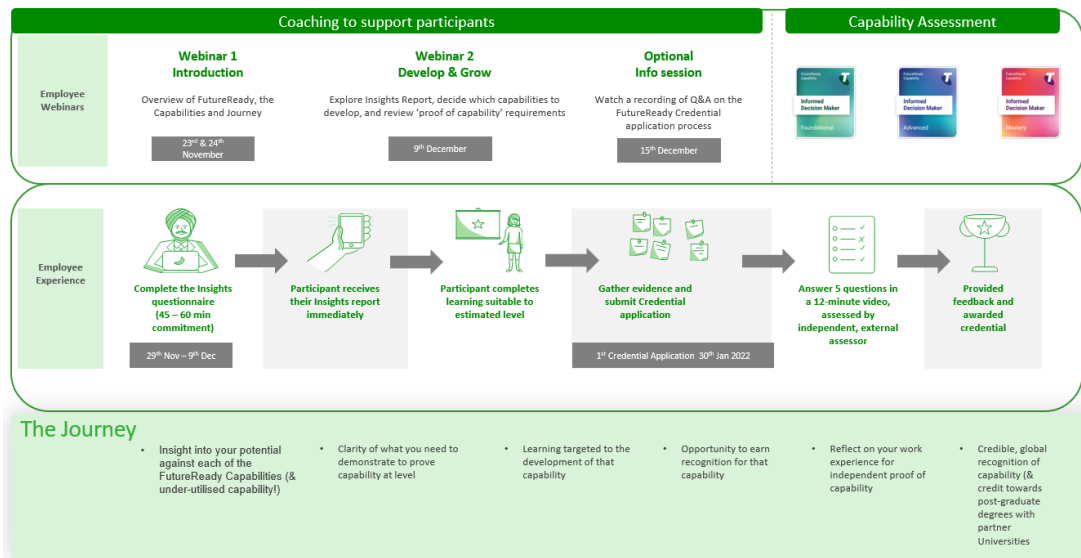 Coaching to support participants
Capability Assessment
Employee
Webinars
Webinar 1
Introduction
Overview of FutureReady, the
Capabilities and Journey
23rd & 24th
November
Webinar 2
Develop & Grow
Explore Insights Report, decide which capabilities to
develop, and review ‘proof of capability’ requirements
9th December
Optional
Info session
Watch a recording of Q&A on the
FutureReady Credential
application process
15th December
FutureReady
Capability
Informed
Decision Maker
Foundational
FutureReady
Capability
Informed
Decision Maker
Advanced
FutureReady
Capability
Informed
Decision Maker
Mastery
Employee
Experience
Complete the Insights
questionnaire
(45 – 60 min
commitment)
29th Nov – 9th Dec
Participant receives
their Insights report
immediately
Participant completes
learning suitable to
estimated level
Gather evidence and
submit Credential
application
1st Credential Application 30th Jan 2022
Answer 5 questions in
a 12-minute video,
assessed by
independent, external
assessor
Provided
feedback and
awarded
credential
The Journey
• Insight into your potential
against each of the
FutureReady Capabilities (&
under-utilised capability!)
• Clarity of what you need to
demonstrate to prove
capability at level
• Learning targeted to the
development of that
capability
• Opportunity to earn
recognition for that
capability
• Reflect on your work
experience for
independent proof of
capability
• Credible, global
recognition of
capability (&
credit towards
post-graduate
degrees with
partner
Universities